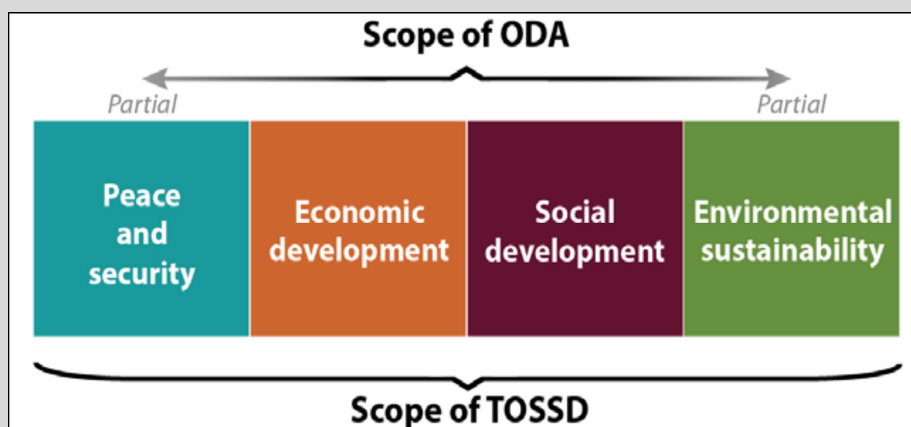 Scope of ODA
Partial
Partial
Peace
and
security
Economic
development
Social
development
Environmental
sustainability
Scope of TOSSD